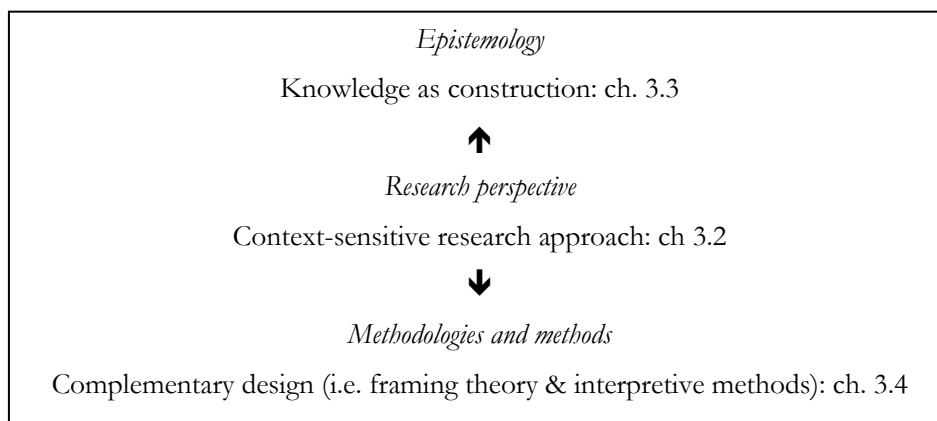 Epistemology
Knowledge as construction: ch. 3.3
Research perspective
Context-sensitive research approach: ch 3.2
Methodologies and methods
Complementary design (i.e. framing theory & interpretive methods): ch. 3.4